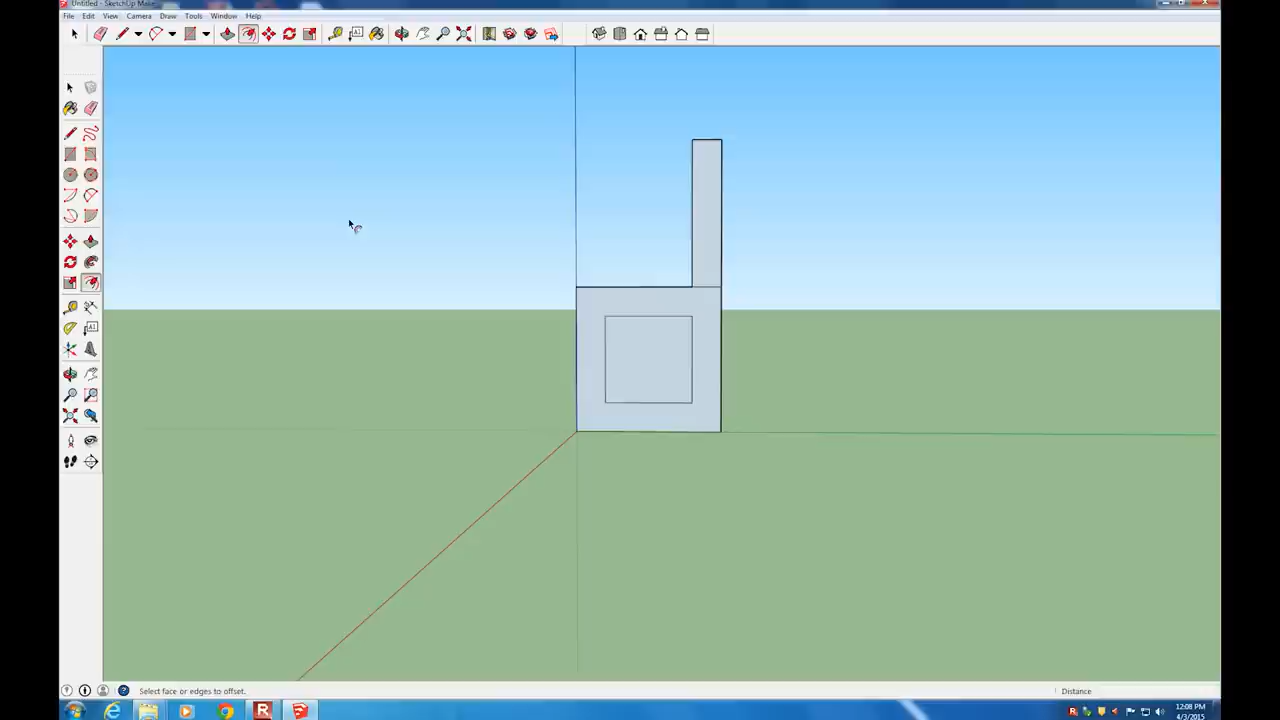 Untitled - SketchUp Make
File Edit View Camera Draw Tools Window Help
Select face or edges to offset.
Distance
12:08 PM
4/3/2015